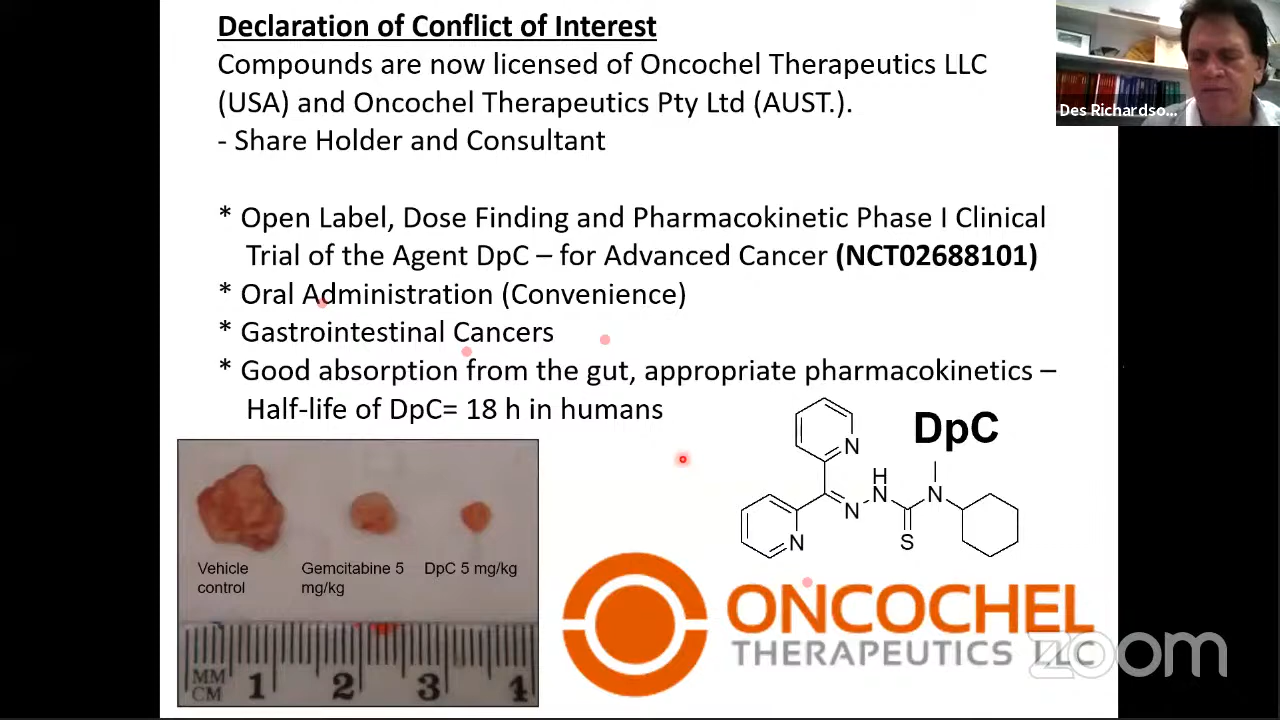 Declaration of Conflict of Interest
Compounds are now licensed of Oncochel Therapeutics LLC
(USA) and Oncochel Therapeutics Pty Ltd (AUST.).
- Share Holder and Consultant
Des Richardso...
* Open Label, Dose Finding and Pharmacokinetic Phase I Clinical
Trial of the Agent DpC – for Advanced Cancer (NCT02688101)
* Oral Administration (Convenience)
* Gastrointestinal Cancers
* Good absorption from the gut, appropriate pharmacokinetics –
Half-life of DpC= 18 h in humans
DpC
N
H
N
N
N
N
S
Vehicle
control
Gemcitabine 5
mg/kg
DpC 5 mg/kg
MM
CM
1 2 3 4
ONCOCHEL
THERAPEUTICS LLC
zoom